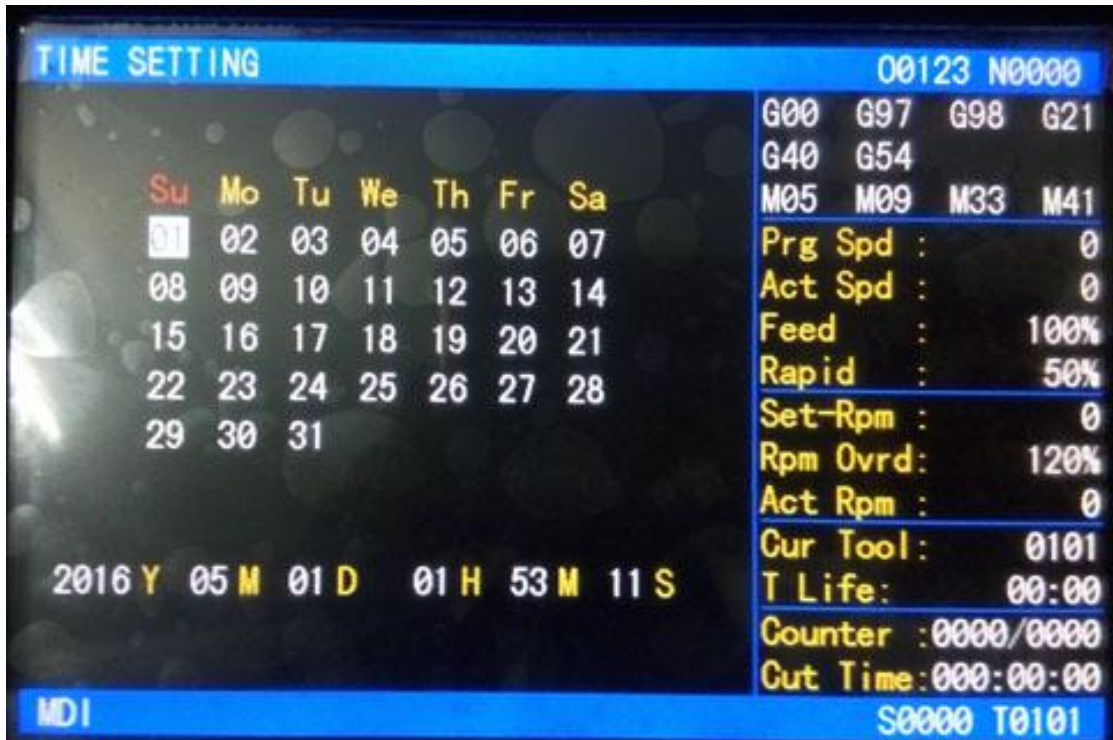 TIME SETTING O0123 N0000
Su Mo Tu We Th Fr Sa
01 02 03 04 05 06 07
08 09 10 11 12 13 14
15 16 17 18 19 20 21
22 23 24 25 26 27 28
29 30 31
2016 Y 05 M 01 D 01 H 53 M 11 S
G00 G97 G98 G21
G40 G54
M05 M09 M33 M41
Prg Spd : 0
Act Spd : 0
Feed : 100%
Rapid : 50%
Set-Rpm : 0
Rpm Ovrd: 120%
Act Rpm : 0
Cur Tool: 0101
T Life: 00:00
Counter :0000/0000
Cut Time:000:00:00
MDI S0000 T0101